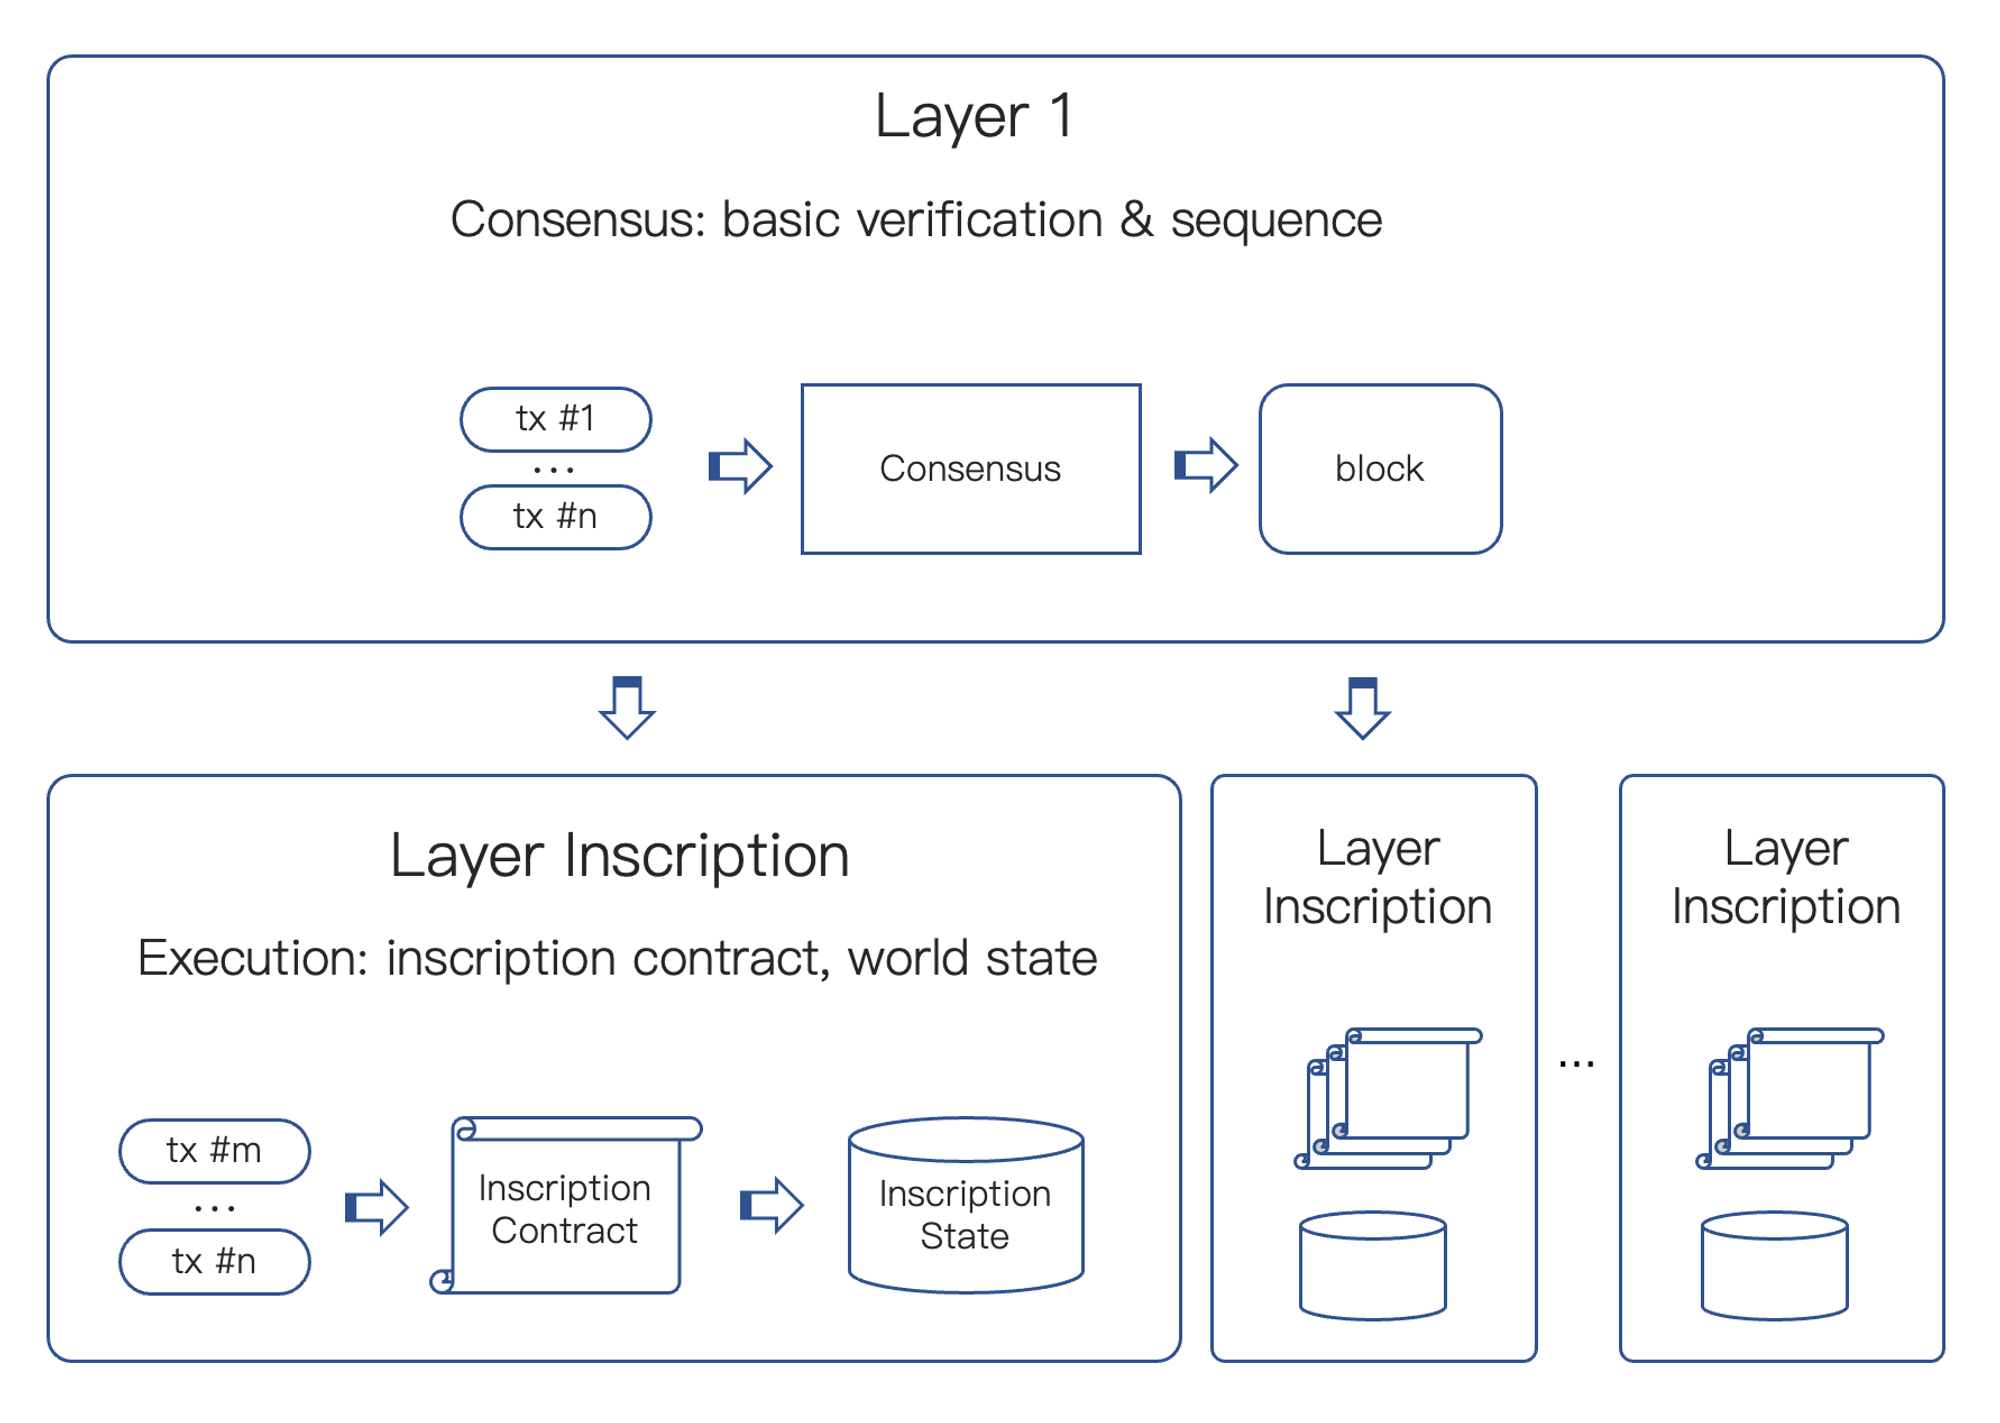 Layer 1
Consensus: basic verification & sequence
tx #1
...
tx #n
Consensus
block
Layer Inscription
Execution: inscription contract, world state
tx #m
...
tx #n
Inscription
Contract
Inscription
State
Layer
Inscription
...
Layer
Inscription